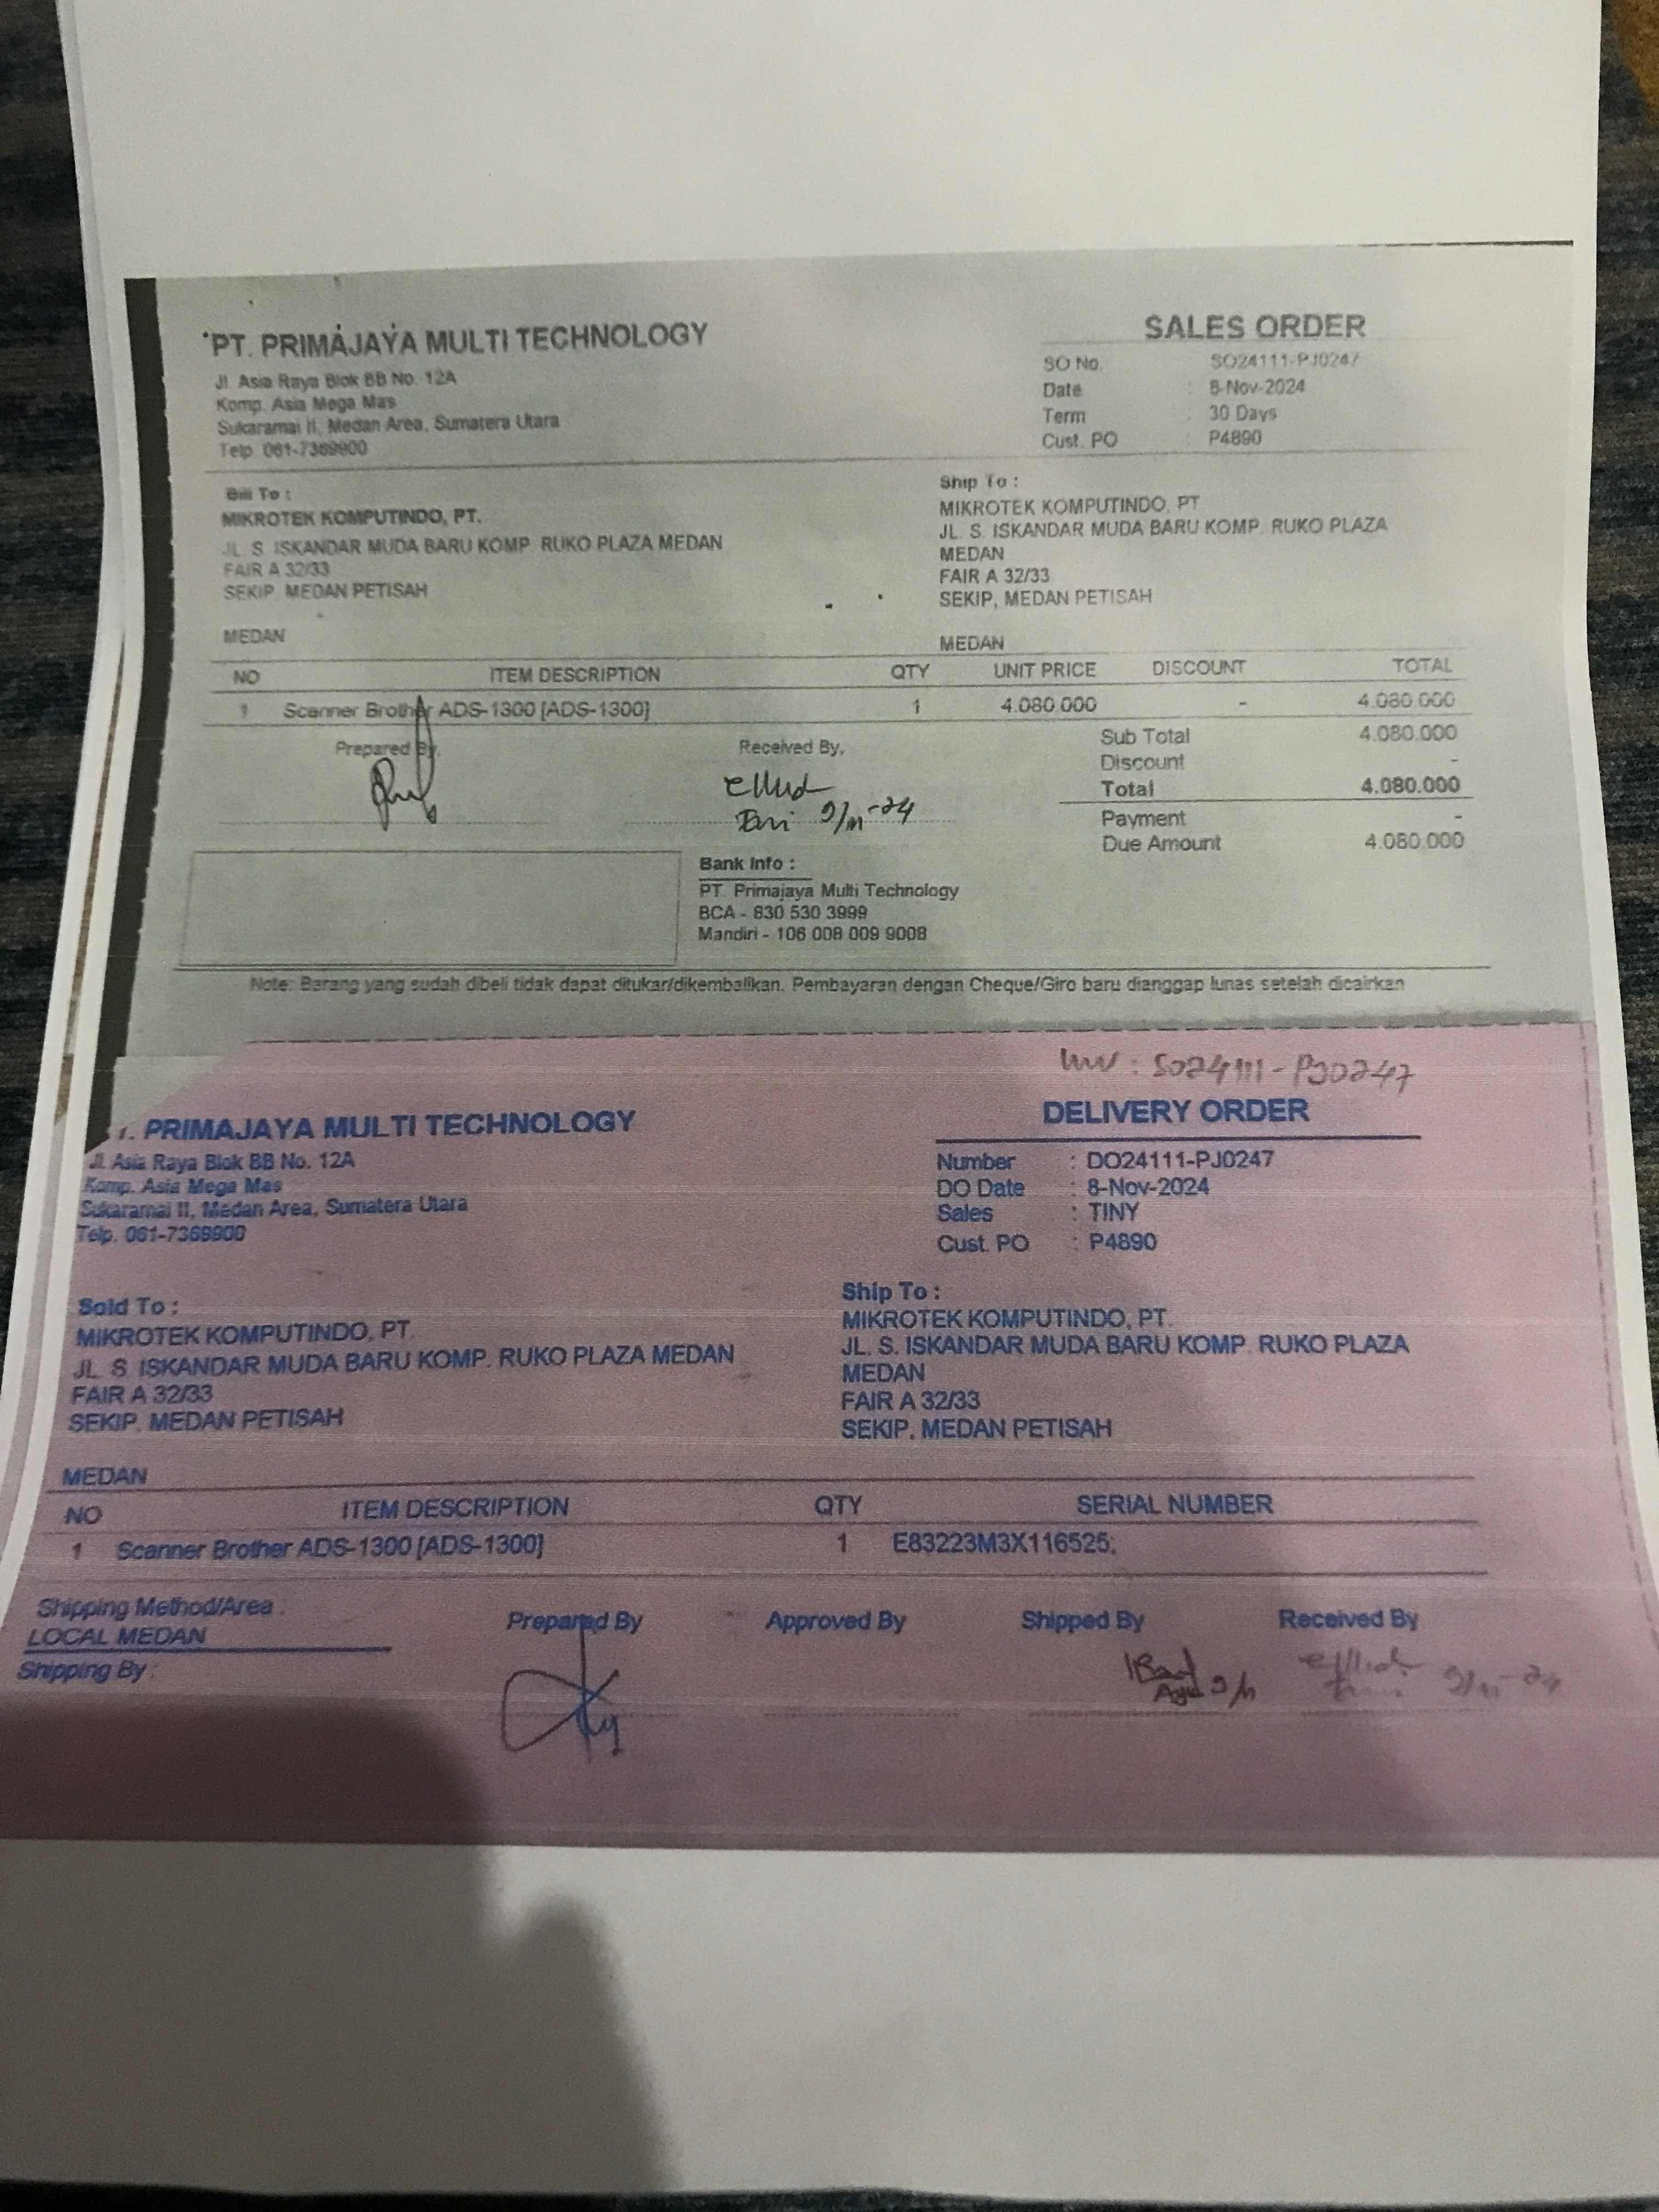 PT. PRIMAJAYA MULTI TECHNOLOGY
Jl. Asia Raya Blok BB No. 12A
Komp. Asia Mega Mas
Sukaramai II, Medan Area, Sumatera Utara
Telp. 061-7369900
SALES ORDER
SO No. : SO24111-PJ0247
Date : 8-Nov-2024
Term : 30 Days
Cust. PO : P4890
Bill To :
MIKROTEK KOMPUTINDO, PT.
JL. S. ISKANDAR MUDA BARU KOMP. RUKO PLAZA MEDAN
FAIR A 32/33
SEKIP, MEDAN PETISAH
MEDAN
Ship To :
MIKROTEK KOMPUTINDO, PT
JL. S. ISKANDAR MUDA BARU KOMP. RUKO PLAZA
MEDAN
FAIR A 32/33
SEKIP, MEDAN PETISAH
MEDAN
NO ITEM DESCRIPTION QTY UNIT PRICE DISCOUNT TOTAL
1 Scanner Brother ADS-1300 [ADS-1300] 1 4.080.000 - 4.080.000
Prepared By, Received By,
9/11-24
Sub Total 4.080.000
Discount -
Total 4.080.000
Payment -
Due Amount 4.080.000
Bank Info :
PT. Primajaya Multi Technology
BCA - 830 530 3999
Mandiri - 106 008 009 9008
Note: Barang yang sudah dibeli tidak dapat ditukar/dikembalikan. Pembayaran dengan Cheque/Giro baru dianggap lunas setelah dicairkan
: SO24111-PJ0247
T. PRIMAJAYA MULTI TECHNOLOGY
Jl. Asia Raya Blok BB No. 12A
Komp. Asia Mega Mas
Sukaramai II, Medan Area, Sumatera Utara
Telp. 061-7369900
DELIVERY ORDER
Number : DO24111-PJ0247
DO Date : 8-Nov-2024
Sales : TINY
Cust. PO : P4890
Sold To :
MIKROTEK KOMPUTINDO, PT.
JL. S. ISKANDAR MUDA BARU KOMP. RUKO PLAZA MEDAN
FAIR A 32/33
SEKIP, MEDAN PETISAH
MEDAN
Ship To :
MIKROTEK KOMPUTINDO, PT.
JL. S. ISKANDAR MUDA BARU KOMP. RUKO PLAZA
MEDAN
FAIR A 32/33
SEKIP, MEDAN PETISAH
NO ITEM DESCRIPTION QTY SERIAL NUMBER
1 Scanner Brother ADS-1300 [ADS-1300] 1 E83223M3X116525;
Shipping Method/Area :
LOCAL MEDAN
Shipping By :
Prepared By Approved By Shipped By Received By
9/11 9/11-24